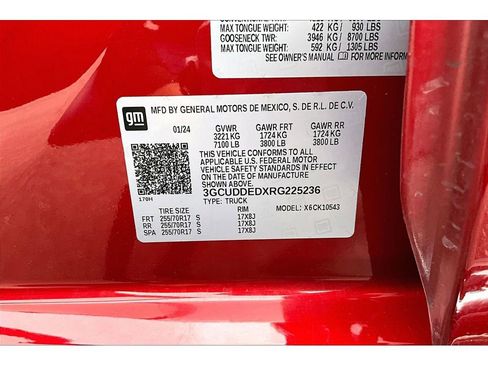 MAX TONGUE WEIGHT: 422 KG / 930 LBS
GOOSENECK TWR: 3946 KG / 8700 LBS
MAX TONGUE WEIGHT: 592 KG / 1305 LBS
SEE OWNER'S MANUAL
gm
MFD BY GENERAL MOTORS DE MEXICO, S. DE R.L. DE C.V.
01/24 GVWR GAWR FRT GAWR RR
3221 KG 1724 KG 1724 KG
7100 LB 3800 LB 3800 LB
THIS VEHICLE CONFORMS TO ALL APPLICABLE
U.S. FEDERAL MOTOR
VEHICLE SAFETY STANDARDS IN EFFECT ON
THE DATE OF MANUFACTURE
SHOWN ABOVE.
3GCUDDEDXRG225236
TYPE: TRUCK
170H
TIRE SIZE RIM MODEL: X6CK10543
FRT 255/70R17 S 17X8J
RR 255/70R17 S 17X8J
SPA 255/70R17 S 17X8J